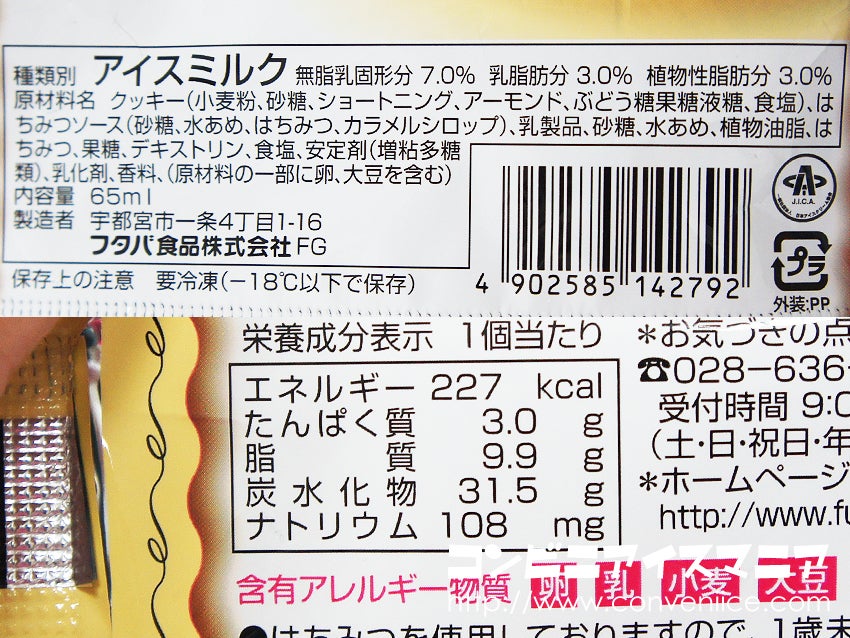 種類別 アイスミルク 無脂乳固形分 7.0% 乳脂肪分 3.0% 植物性脂肪分 3.0%
原材料名 クッキー(小麦粉、砂糖、ショートニング、アーモンド、ぶどう糖果糖液糖、食塩)、は
ちみつソース(砂糖、水あめ、はちみつ、カラメルシロップ)、乳製品、砂糖、水あめ、植物油脂、は
ちみつ、果糖、デキストリン、食塩、安定剤(増粘多糖
類)、乳化剤、香料、(原材料の一部に卵、大豆を含む)
内容量 65ml
製造者 宇都宮市一条4丁目1-16
フタバ食品株式会社FG
保存上の注意 要冷凍(-18℃以下で保存)
4 902585 142792
J.I.C.A.
プラ
外装:PP
栄養成分表示 1個当たり
エネルギー 227 kcal
たんぱく質 3.0 g
脂質 9.9 g
炭水化物 31.5 g
ナトリウム 108 mg
含有アレルギー物質 卵 乳 小麦 大豆
●はちみつを使用しておりますので、1歳未
*お気づきの点
☎028-636-
受付時間 9:0
(土・日・祝日・年
*ホームページ
http://www.fu
コンビニアイスマニア
http://www.conveniice.com/